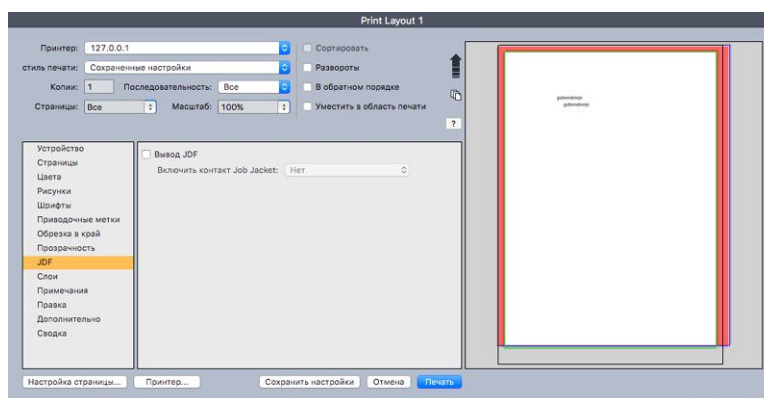 Print Layout 1
Принтер: 127.0.0.1 Сортировать
стиль печати: Сохраненные настройки Развороты
Копии: 1 Последовательность: Все В обратном порядке
Страницы: Все Масштаб: 100% Уместить в область печати
?
Устройство
Страницы
Цвета
Рисунки
Шрифты
Приводочные метки
Обрезка в край
Прозрачность
JDF
Слои
Примечания
Правка
Дополнительно
Сводка
Вывод JDF
Включить контакт Job Jacket: Нет
Настройка страницы... Принтер... Сохранить настройки Отмена Печать